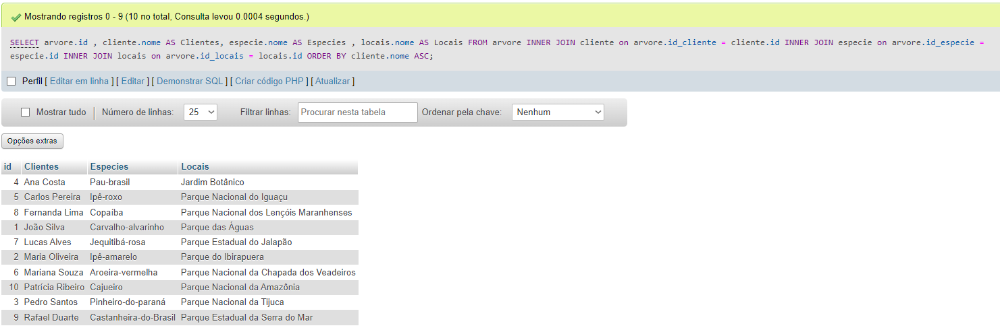 Mostrando registros 0 - 9 (10 no total, Consulta levou 0.0004 segundos.)
SELECT arvore.id , cliente.nome AS Clientes, especie.nome AS Especies , locais.nome AS Locais FROM arvore INNER JOIN cliente on arvore.id_cliente = cliente.id INNER JOIN especie on arvore.id_especie =
especie.id INNER JOIN locais on arvore.id_locais = locais.id ORDER BY cliente.nome ASC;
Perfil [ Editar em linha ] [ Editar ] [ Demonstrar SQL ] [ Criar código PHP ] [ Atualizar ]
Mostrar tudo Número de linhas: 25 Filtrar linhas: Procurar nesta tabela Ordenar pela chave: Nenhum
Opções extras
id Clientes Especies Locais
4 Ana Costa Pau-brasil Jardim Botânico
5 Carlos Pereira Ipê-roxo Parque Nacional do Iguaçu
8 Fernanda Lima Copaíba Parque Nacional dos Lençóis Maranhenses
1 João Silva Carvalho-alvarinho Parque das Águas
7 Lucas Alves Jequitibá-rosa Parque Estadual do Jalapão
2 Maria Oliveira Ipê-amarelo Parque do Ibirapuera
6 Mariana Souza Aroeira-vermelha Parque Nacional da Chapada dos Veadeiros
10 Patrícia Ribeiro Cajueiro Parque Nacional da Amazônia
3 Pedro Santos Pinheiro-do-paraná Parque Nacional da Tijuca
9 Rafael Duarte Castanheira-do-Brasil Parque Estadual da Serra do Mar